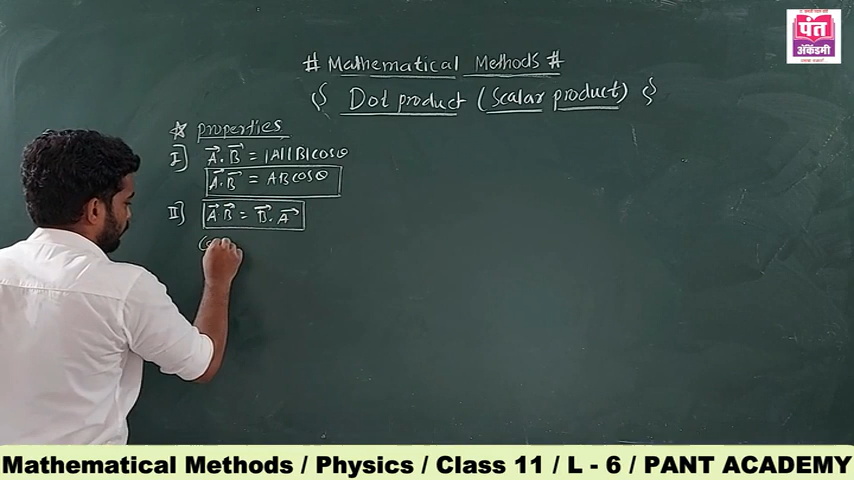 पंत
अ‍ॅकॅडमी
# Mathematical Methods #
{ Dot product (scalar product) }
☆ properties
I] A⃗ . B⃗ = |A||B|cosθ
A⃗ . B⃗ = ABcosθ
II] A⃗ B⃗ = B⃗ . A⃗
Mathematical Methods / Physics / Class 11 / L - 6 / PANT ACADEMY